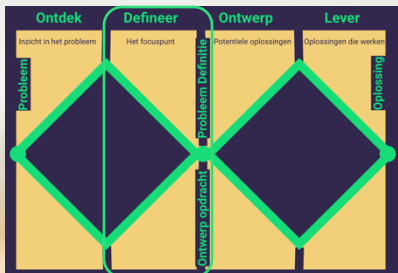 Ontdek
Defineer
Ontwerp
Lever
Inzicht in het probleem
Het focuspunt
Potentiele oplossingen
Oplossingen die werken
Probleem
Probleem Definitie
Ontwerp opdracht
Oplossing